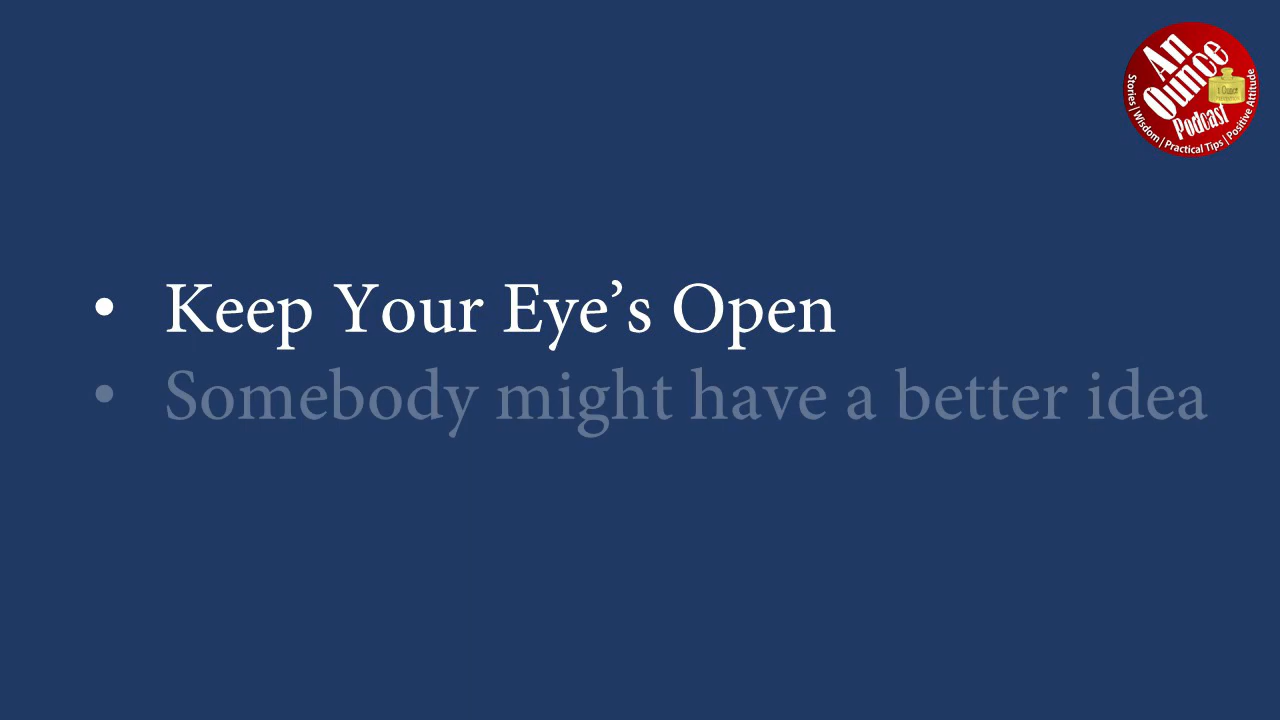 An
Ounce
Podcast
Stories | Wisdom | Practical Tips | Positive Attitude
• Keep Your Eye’s Open
• Somebody might have a better idea